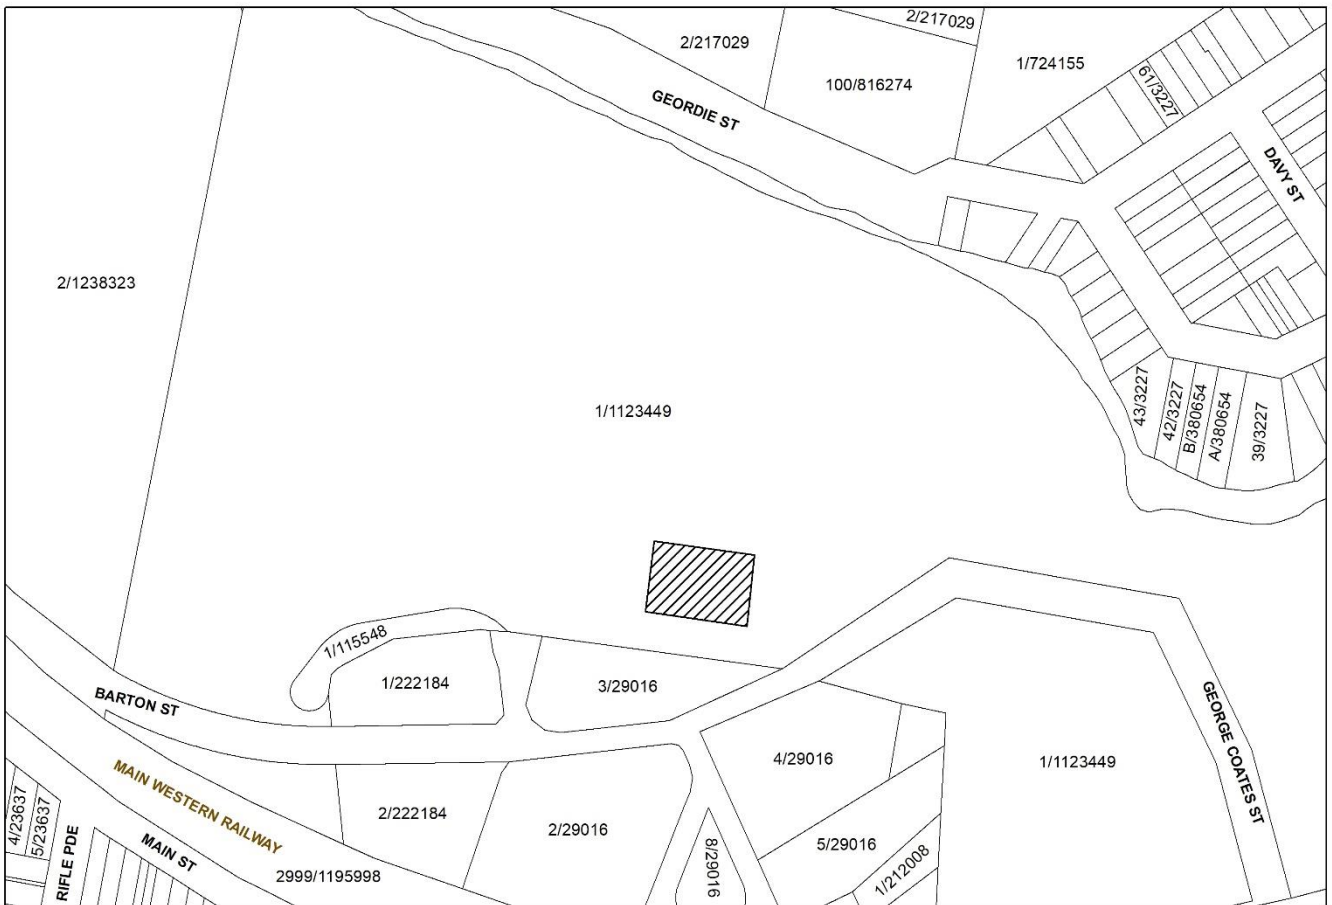 2/217029
2/217029
1/724155
100/816274
61/3227
GEORDIE ST
DAVY ST
2/1238323
1/1123449
43/3227
42/3227
B/380654
A/380654
39/3227
1/115548
1/222184
3/29016
BARTON ST
GEORGE COATES ST
4/29016
1/1123449
MAIN WESTERN RAILWAY
4/23637
5/23637
2/222184
2/29016
5/29016
MAIN ST
RIFLE PDE
8/29016
1/212008
2999/1195998